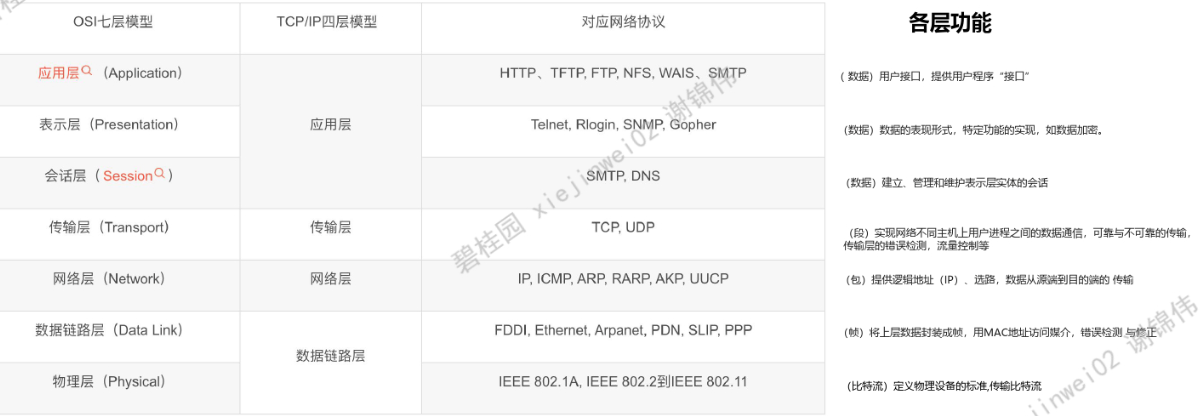 OSI七层模型 TCP/IP四层模型 对应网络协议 各层功能
应用层 (Application) HTTP、TFTP, FTP, NFS, WAIS、SMTP ( 数据) 用户接口，提供用户程序 “接口”
表示层 (Presentation) 应用层 Telnet, Rlogin, SNMP, Gopher (数据) 数据的表现形式，特定功能的实现，如数据加密。
会话层 ( Session ) SMTP, DNS (数据) 建立、管理和维护表示层实体的会话
传输层 (Transport) 传输层 TCP, UDP (段) 实现网络不同主机上用户进程之间的数据通信，可靠与不可靠的传输，
传输层的错误检测，流量控制等
网络层 (Network) 网络层 IP, ICMP, ARP, RARP, AKP, UUCP (包) 提供逻辑地址 (IP) 、选路，数据从源端到目的端的 传输
数据链路层 (Data Link) FDDI, Ethernet, Arpanet, PDN, SLIP, PPP (帧) 将上层数据封装成帧，用MAC地址访问媒介，错误检测 与修正
数据链路层
物理层 (Physical) IEEE 802.1A, IEEE 802.2到IEEE 802.11 (比特流) 定义物理设备的标准,传输比特流
碧桂园 xiejinwei02 谢锦伟
jinwei02 谢锦伟
桂